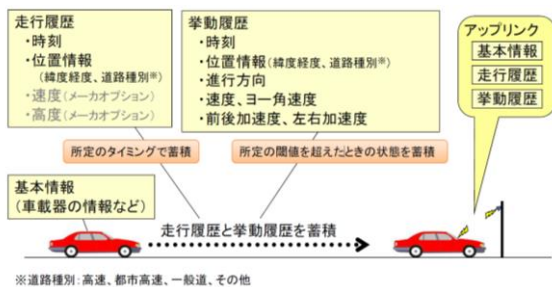 走行履歴
・時刻
・位置情報
(緯度経度、道路種別※)
・速度(メーカオプション)
・高度(メーカオプション)
挙動履歴
・時刻
・位置情報(緯度経度、道路種別※)
・進行方向
・速度、ヨー角速度
・前後加速度、左右加速度
アップリンク
基本情報
走行履歴
挙動履歴
所定のタイミングで蓄積
所定の閾値を超えたときの状態を蓄積
基本情報
(車載器の情報など)
走行履歴と挙動履歴を蓄積
※道路種別:高速、都市高速、一般道、その他